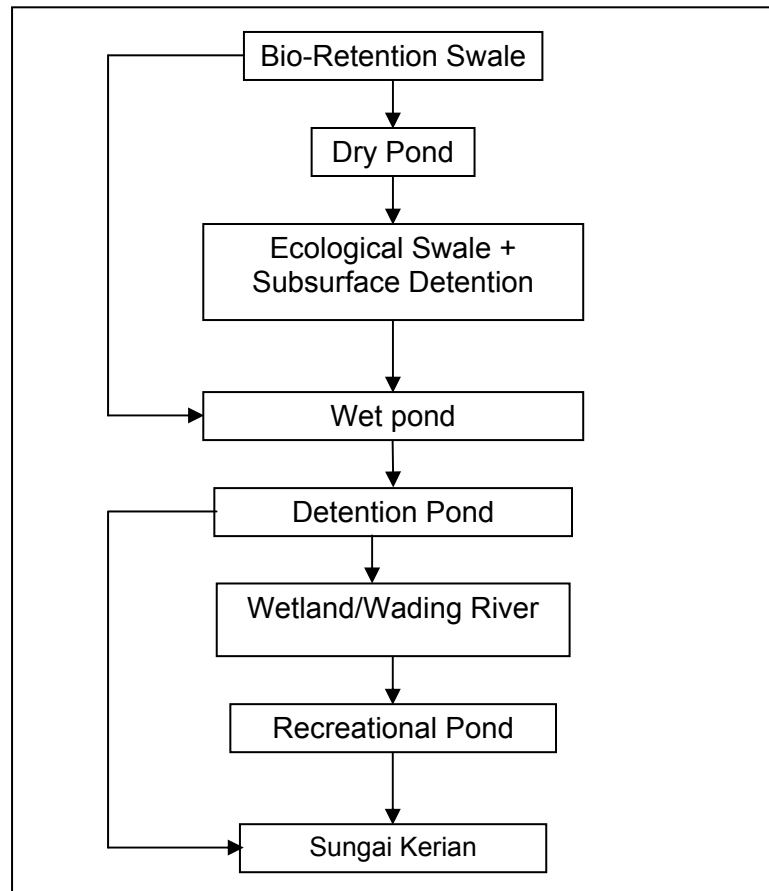 Bio-Retention Swale
Dry Pond
Ecological Swale +
Subsurface Detention
Wet pond
Detention Pond
Wetland/Wading River
Recreational Pond
Sungai Kerian